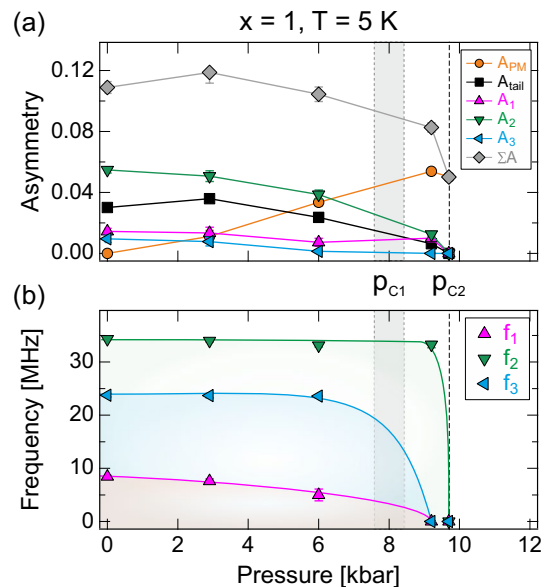 x = 1, T = 5 K
(a)
Asymmetry
0.12
0.08
0.04
0.00
A_PM
A_tail
A_1
A_2
A_3
ΣA
p_C1
p_C2
(b)
Frequency [MHz]
30
20
10
0
f_1
f_2
f_3
0
2
4
6
8
10
12
Pressure [kbar]